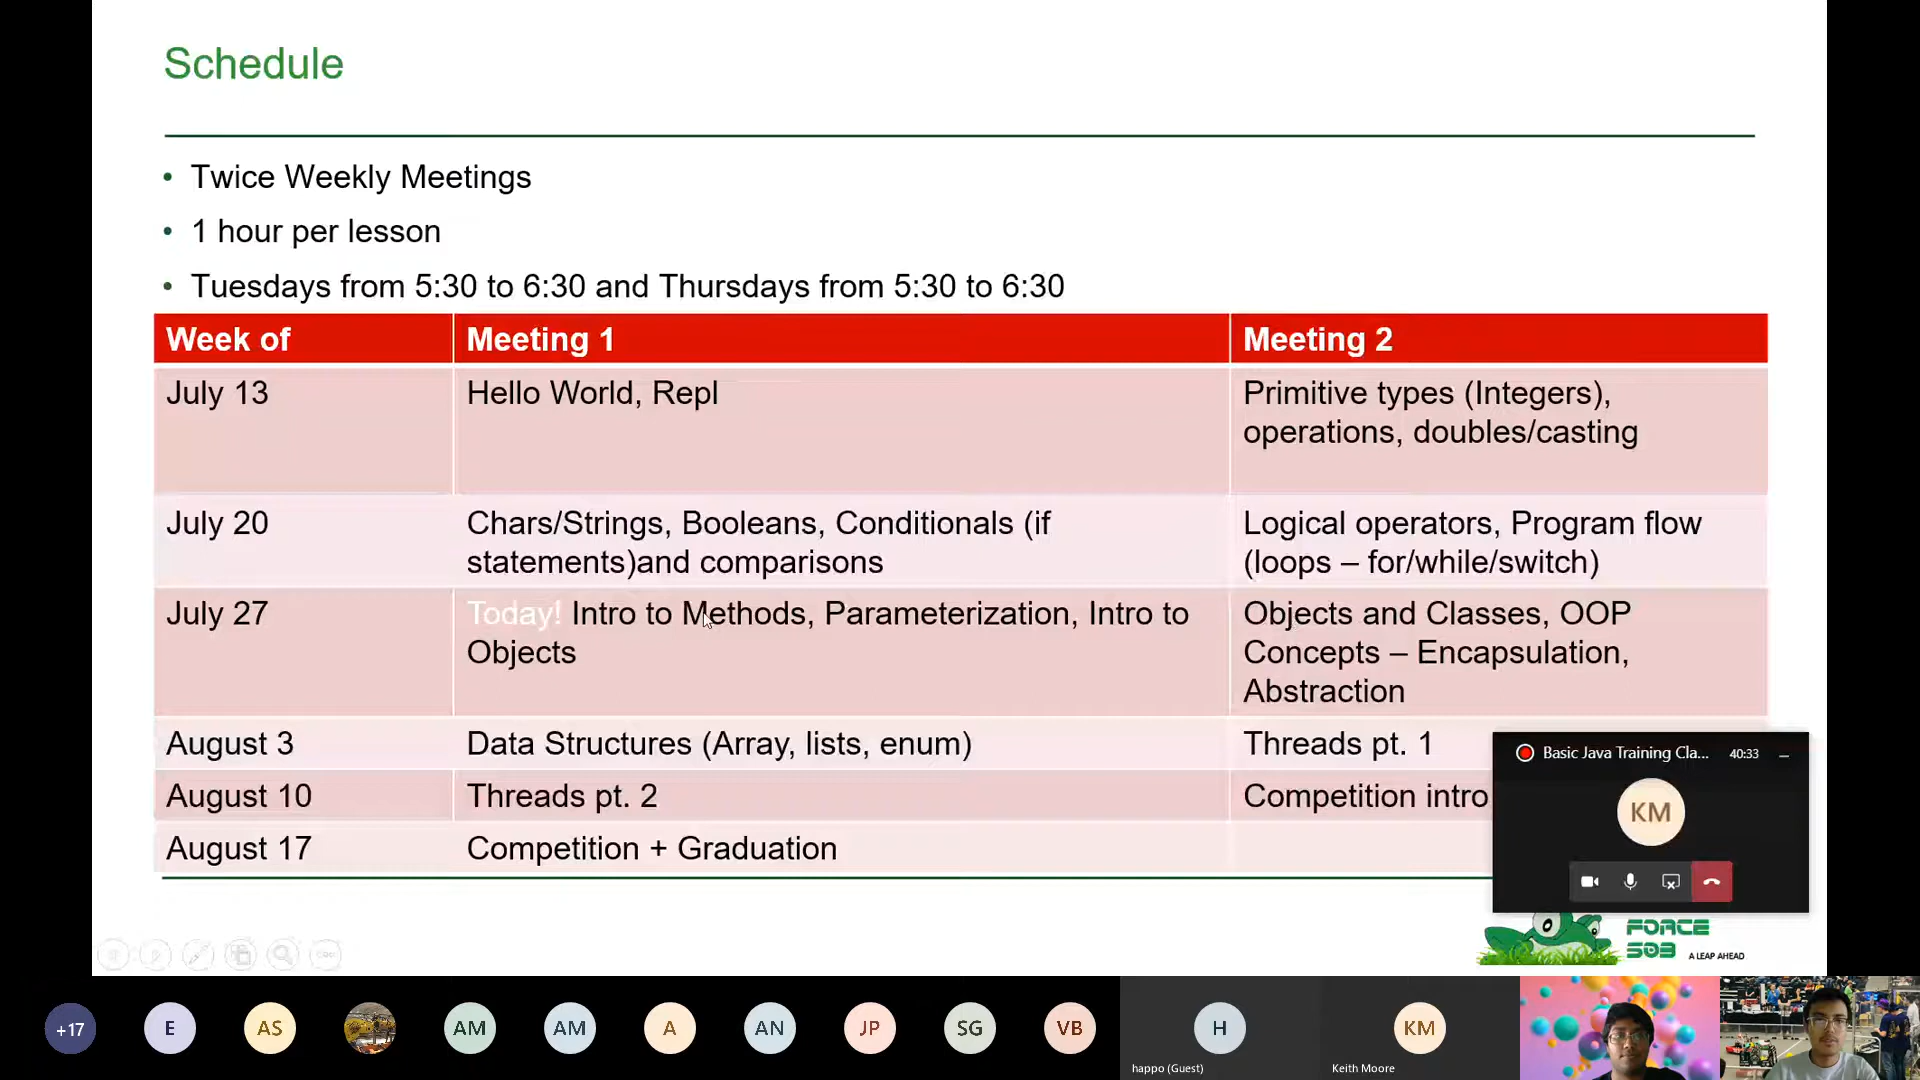 Schedule
• Twice Weekly Meetings
• 1 hour per lesson
• Tuesdays from 5:30 to 6:30 and Thursdays from 5:30 to 6:30
Week of Meeting 1 Meeting 2
July 13 Hello World, Repl Primitive types (Integers),
operations, doubles/casting
July 20 Chars/Strings, Booleans, Conditionals (if Logical operators, Program flow
statements)and comparisons (loops – for/while/switch)
July 27 Today! Intro to Methods, Parameterization, Intro to Objects and Classes, OOP
Objects Concepts – Encapsulation,
Abstraction
August 3 Data Structures (Array, lists, enum) Threads pt. 1
August 10 Threads pt. 2 Competition intro
August 17 Competition + Graduation
Basic Java Training Cla... 40:33
KM
FORCE
503 A LEAP AHEAD
+17 E AS AM AM A AN JP SG VB H KM
happo (Guest) Keith Moore